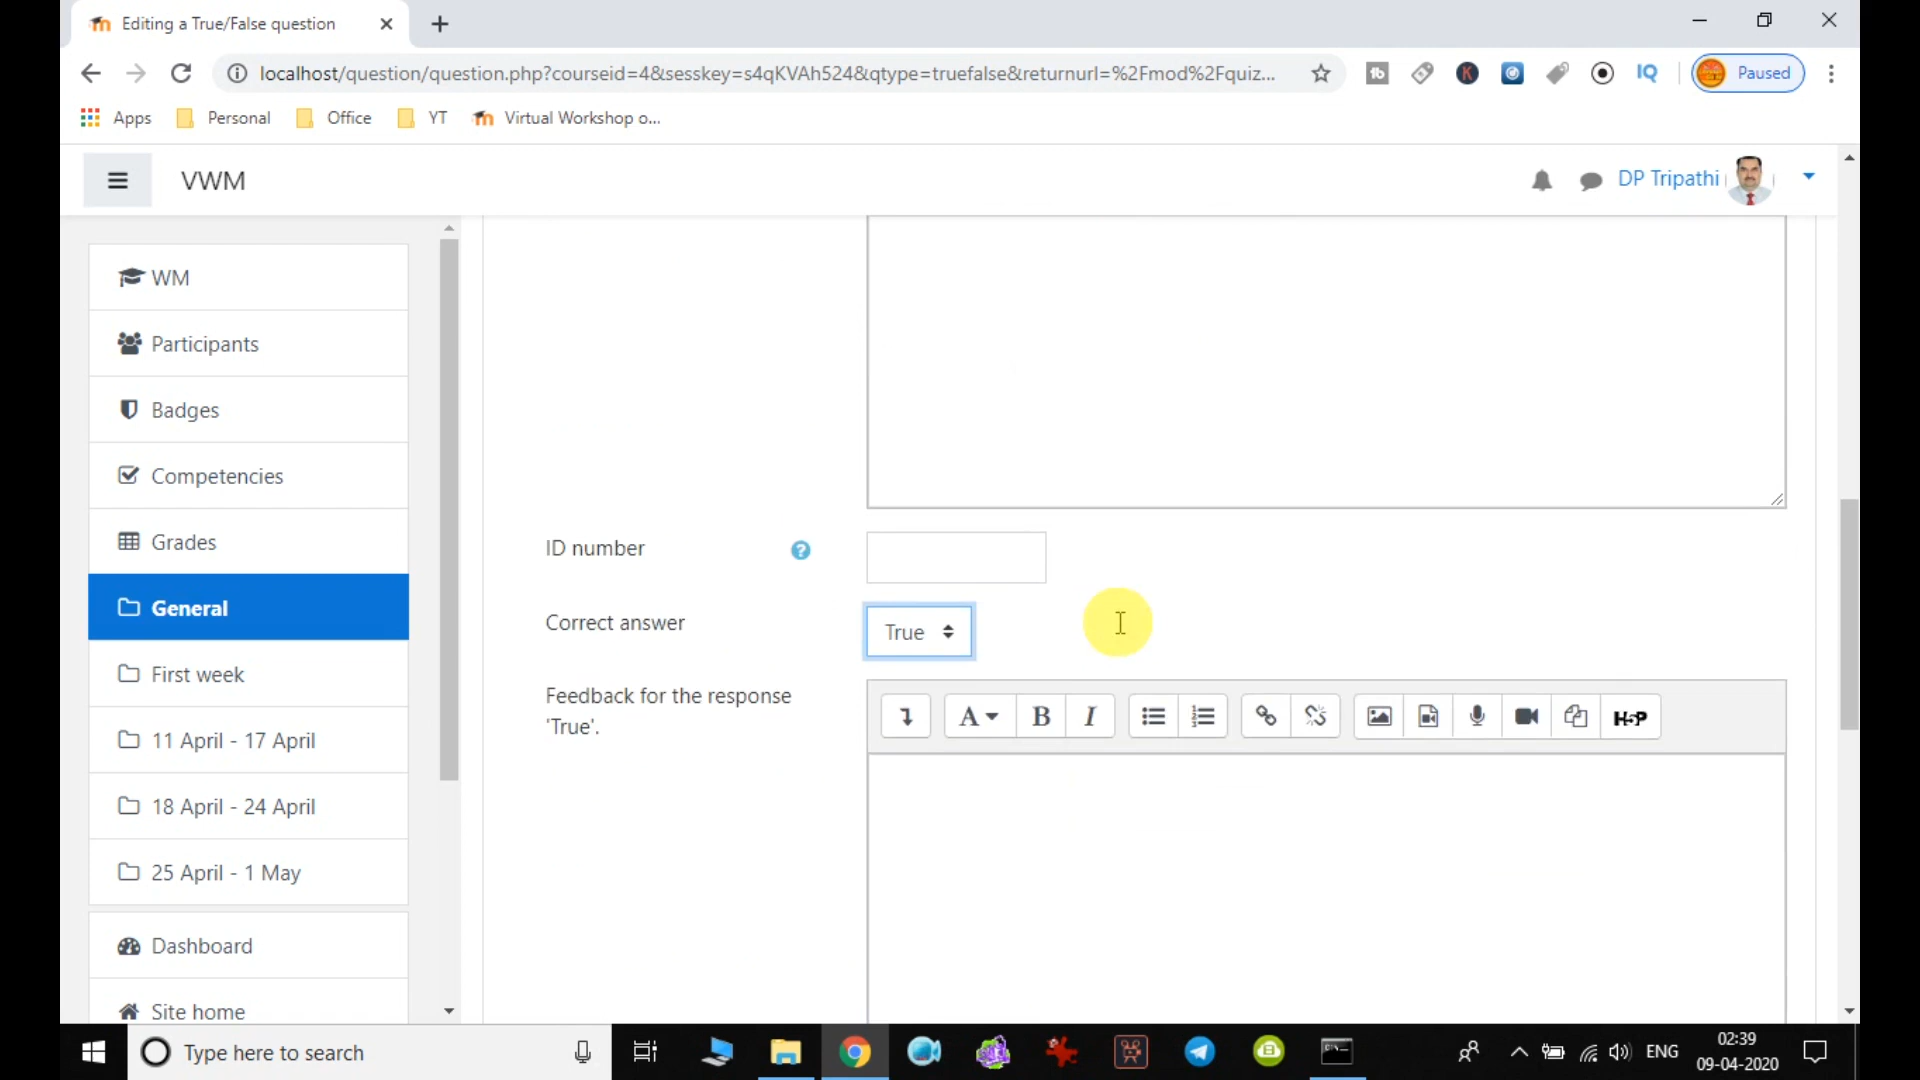 Editing a True/False question
localhost/question/question.php?courseid=4&sesskey=s4qKVAh524&qtype=truefalse&returnurl=%2Fmod%2Fquiz...
Paused
Apps
Personal
Office
YT
Virtual Workshop o...
VWM
DP Tripathi
WM
Participants
Badges
Competencies
Grades
General
First week
11 April - 17 April
18 April - 24 April
25 April - 1 May
Dashboard
Site home
ID number
Correct answer
True
Feedback for the response
'True'.
A
B
I
H-P
Type here to search
ENG
02:39
09-04-2020